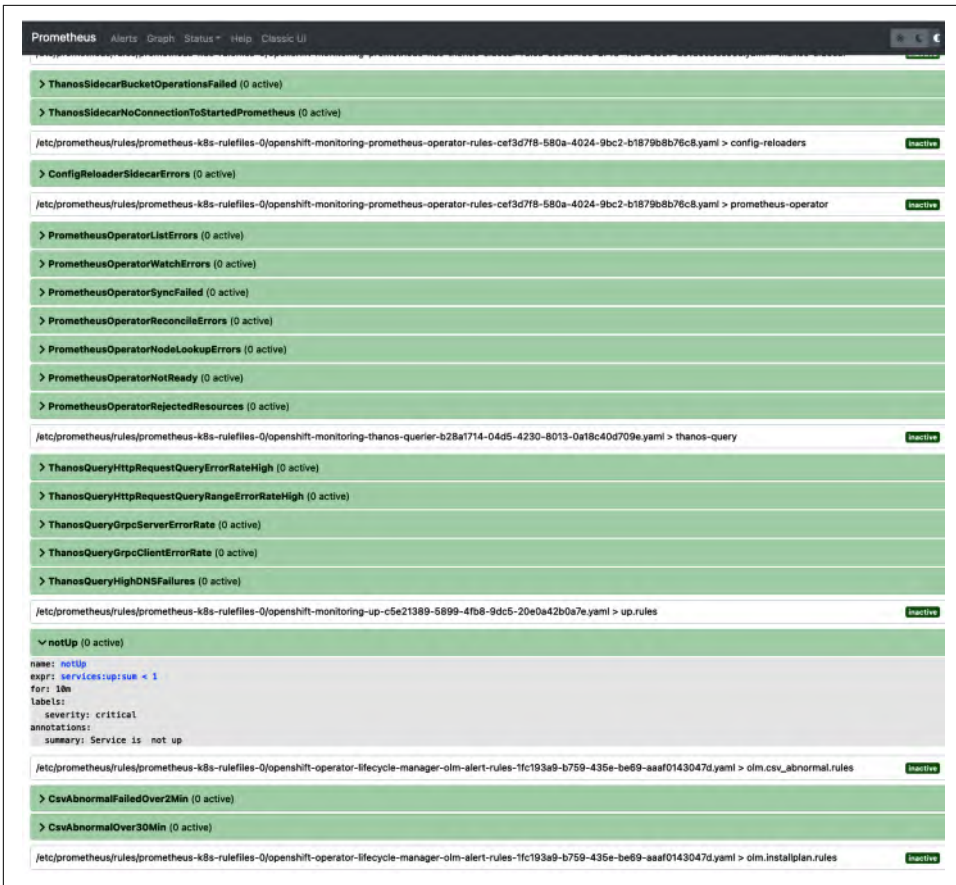 Prometheus Alerts Graph Status Help Classic UI
> ThanosSidecarBucketOperationsFailed (0 active)
> ThanosSidecarNoConnectionToStartedPrometheus (0 active)
/etc/prometheus/rules/prometheus-k8s-rulefiles-0/openshift-monitoring-prometheus-operator-rules-cef3d7f8-580a-4024-9bc2-b1879b8b76c8.yaml > config-reloaders inactive
> ConfigReloaderSidecarErrors (0 active)
/etc/prometheus/rules/prometheus-k8s-rulefiles-0/openshift-monitoring-prometheus-operator-rules-cef3d7f8-580a-4024-9bc2-b1879b8b76c8.yaml > prometheus-operator inactive
> PrometheusOperatorListErrors (0 active)
> PrometheusOperatorWatchErrors (0 active)
> PrometheusOperatorSyncFailed (0 active)
> PrometheusOperatorReconcileErrors (0 active)
> PrometheusOperatorNodeLookupErrors (0 active)
> PrometheusOperatorNotReady (0 active)
> PrometheusOperatorRejectedResources (0 active)
/etc/prometheus/rules/prometheus-k8s-rulefiles-0/openshift-monitoring-thanos-querier-b28a1714-04d5-4230-8013-0a18c40d709e.yaml > thanos-query inactive
> ThanosQueryHttpRequestQueryErrorRateHigh (0 active)
> ThanosQueryHttpRequestQueryRangeErrorRateHigh (0 active)
> ThanosQueryGrpcServerErrorRate (0 active)
> ThanosQueryGrpcClientErrorRate (0 active)
> ThanosQueryHighDNSFailures (0 active)
/etc/prometheus/rules/prometheus-k8s-rulefiles-0/openshift-monitoring-up-c5e21389-5899-4fb8-9dc5-20e0a42b0a7e.yaml > up.rules inactive
notUp (0 active)
name: notUp
expr: services:up:sum < 1
for: 10m
labels:
severity: critical
annotations:
summary: Service is  not up
/etc/prometheus/rules/prometheus-k8s-rulefiles-0/openshift-operator-lifecycle-manager-olm-alert-rules-1fc193a9-b759-435e-be69-aaaf0143047d.yaml > olm.csv_abnormal.rules inactive
> CsvAbnormalFailedOver2Min (0 active)
> CsvAbnormalOver30Min (0 active)
/etc/prometheus/rules/prometheus-k8s-rulefiles-0/openshift-operator-lifecycle-manager-olm-alert-rules-1fc193a9-b759-435e-be69-aaaf0143047d.yaml > olm.installplan.rules inactive